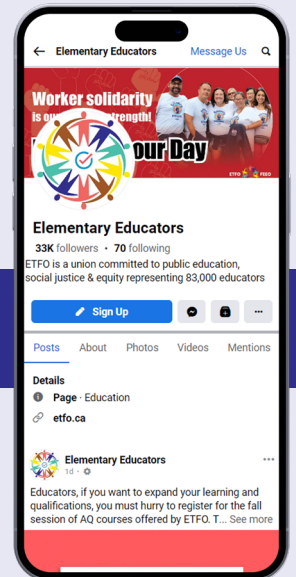 Elementary Educators
Message Us
Worker solidarity
is our strength!
our Day
ETFO FEEO
Elementary Educators
33K followers • 70 following
ETFO is a union committed to public education,
social justice & equity representing 83,000 educators
Sign Up
Posts
About
Photos
Videos
Mentions
Details
Page · Education
etfo.ca
Elementary Educators
1d
Educators, if you want to expand your learning and
qualifications, you must hurry to register for the fall
session of AQ courses offered by ETFO. T... See more